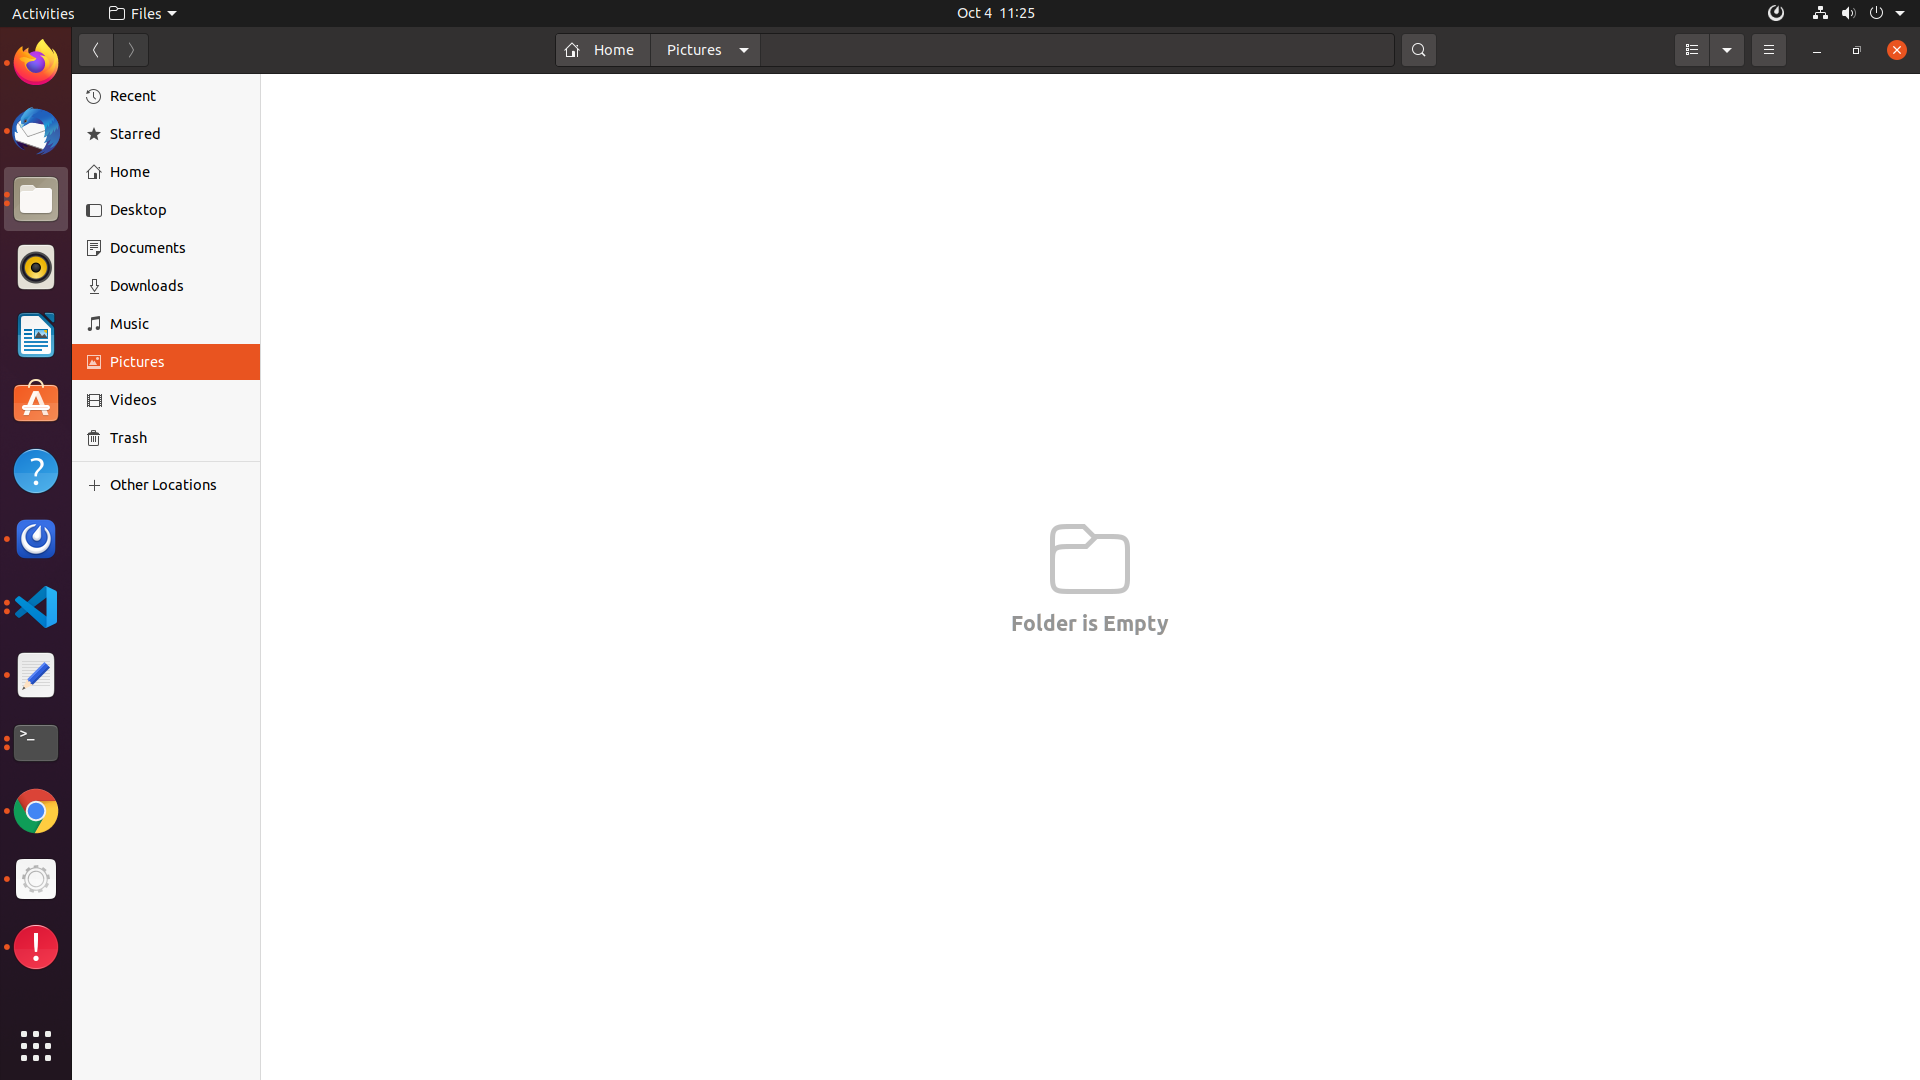 Activities
Files
Oct 4 11:25
Home
Pictures
Recent
Starred
Home
Desktop
Documents
Downloads
Music
Pictures
Videos
Trash
Other Locations
Folder is Empty